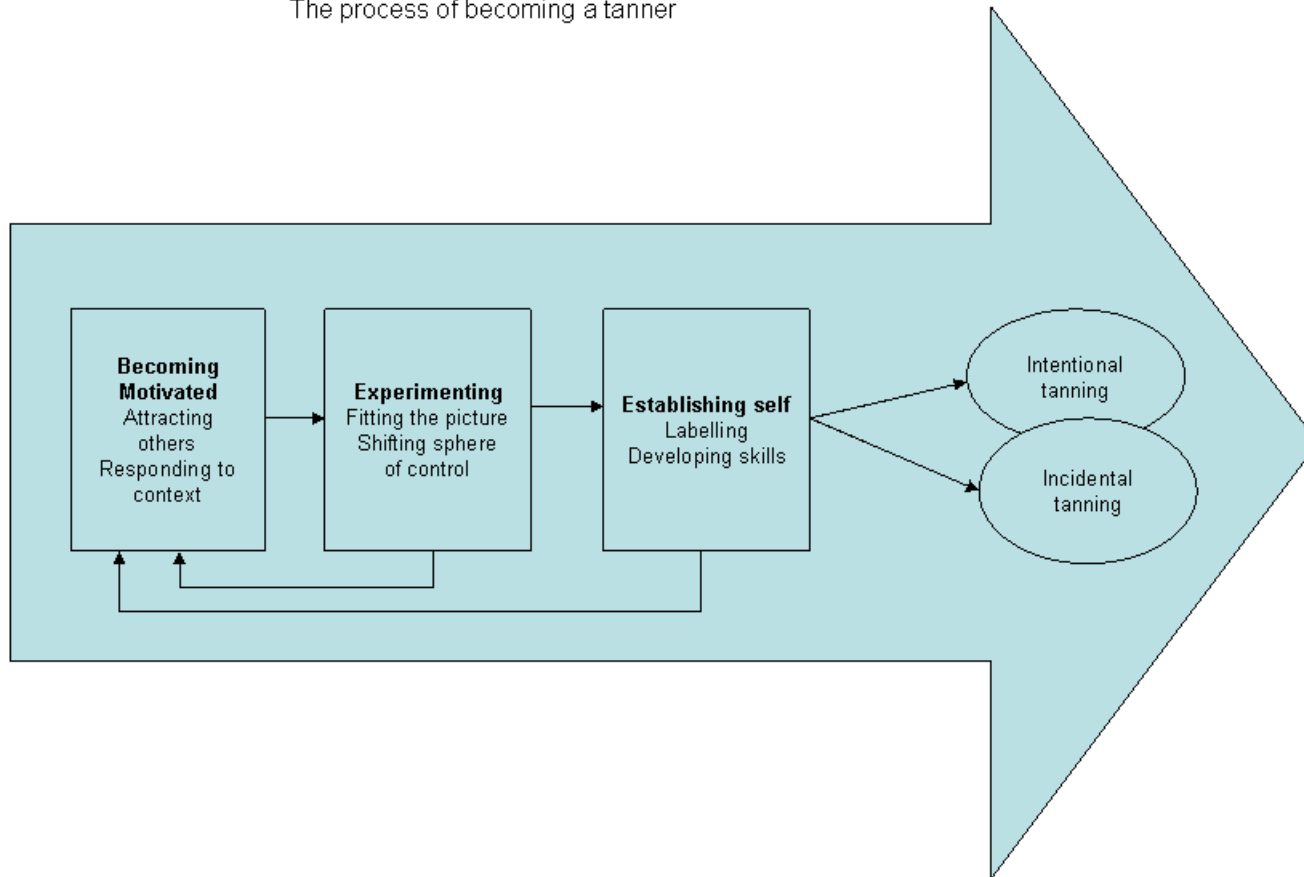 The process of becoming a tanner
Becoming
Motivated
Attracting
others
Responding to
context
Experimenting
Fitting the picture
Shifting sphere
of control
Establishing self
Labelling
Developing skills
Intentional
tanning
Incidental
tanning